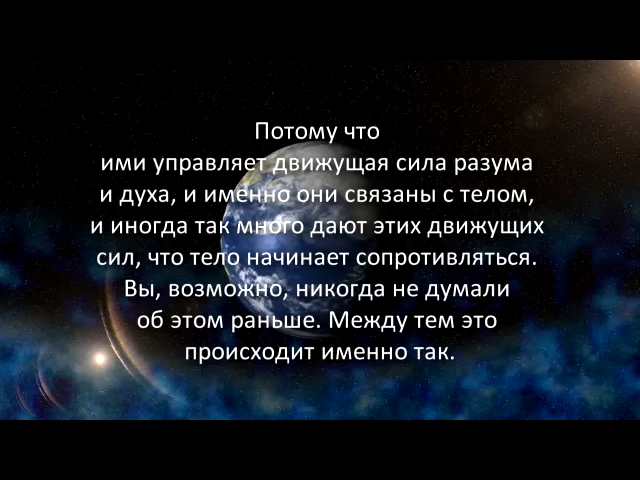 Потому что
ими управляет движущая сила разума
и духа, и именно они связаны с телом,
и иногда так много дают этих движущих
сил, что тело начинает сопротивляться.
Вы, возможно, никогда не думали
об этом раньше. Между тем это
происходит именно так.